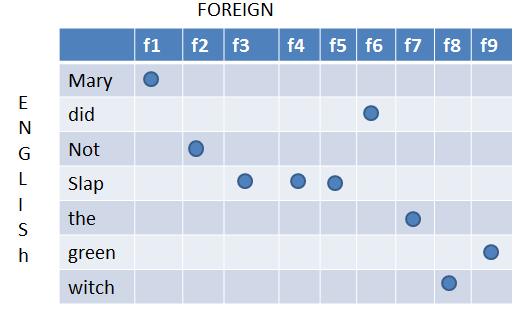 FOREIGN
f1 f2 f3 f4 f5 f6 f7 f8 f9
Mary
did
Not
Slap
the
green
witch
E
N
G
L
I
S
h